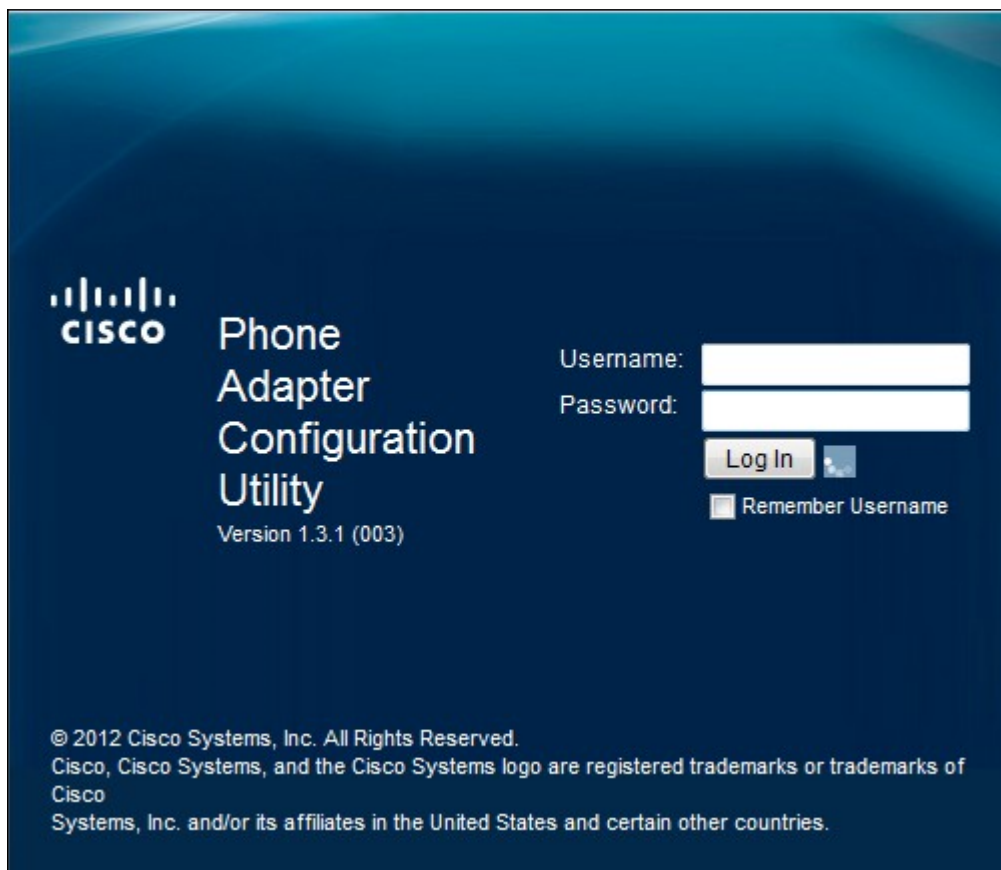 CISCO
Phone
Adapter
Configuration
Utility
Version 1.3.1 (003)
Username:
Password:
Log In
Remember Username
© 2012 Cisco Systems, Inc. All Rights Reserved.
Cisco, Cisco Systems, and the Cisco Systems logo are registered trademarks or trademarks of
Cisco
Systems, Inc. and/or its affiliates in the United States and certain other countries.